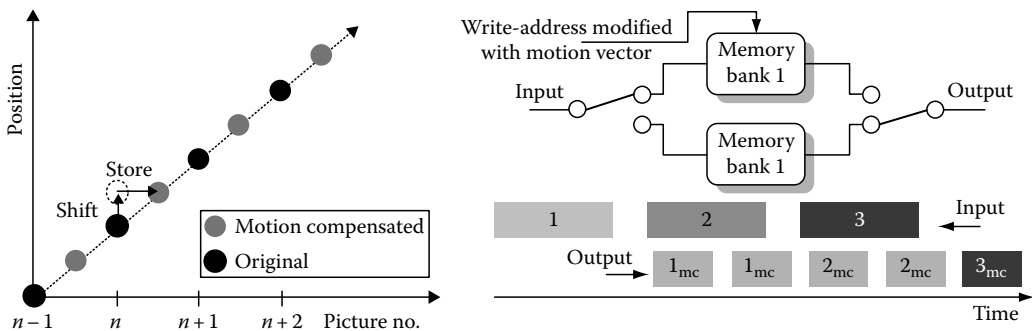 Position
Store
Shift
Motion compensated
Original
n – 1
n
n + 1
n + 2
Picture no.
Write-address modified
with motion vector
Memory
bank 1
Input
Output
Memory
bank 1
1
2
3
Input
Output
1mc
1mc
2mc
2mc
3mc
Time